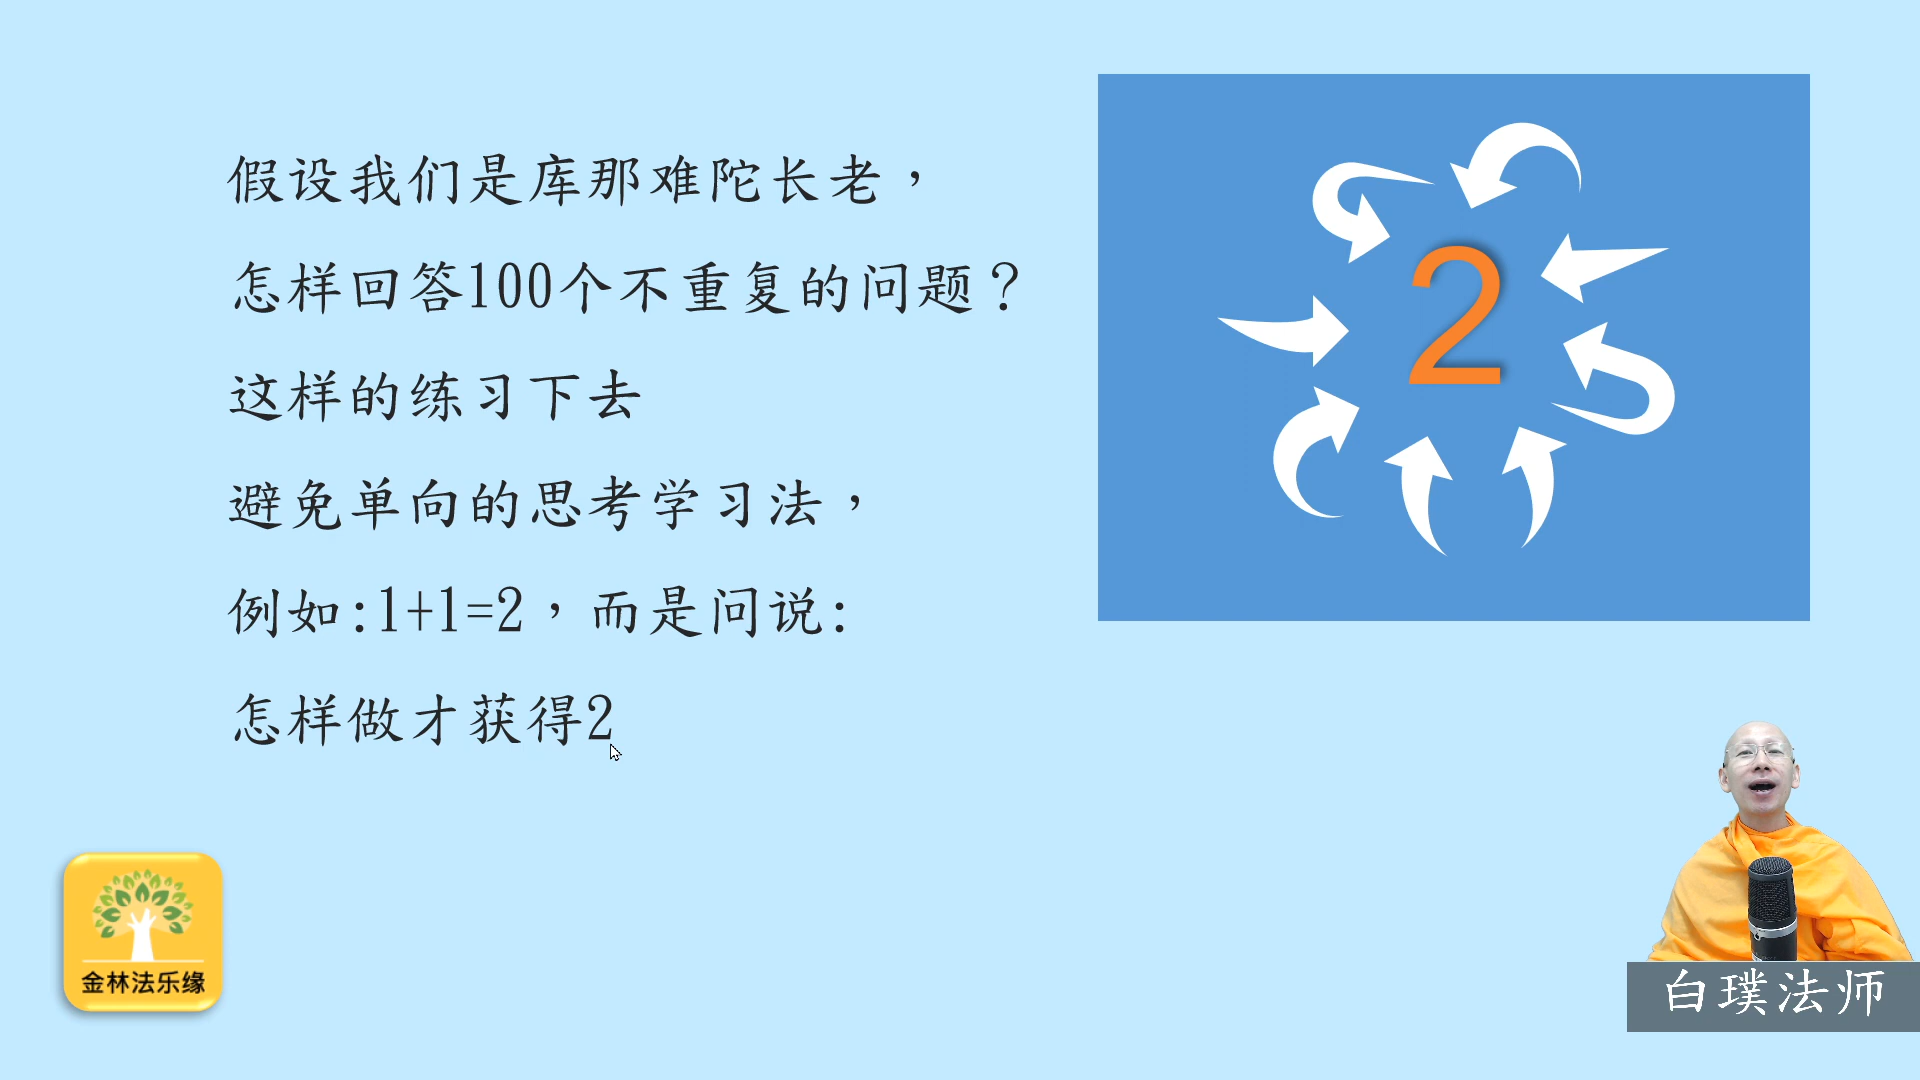 假设我们是库那难陀长老，
怎样回答100个不重复的问题？
这样的练习下去
避免单向的思考学习法，
例如:1+1=2，而是问说:
怎样做才获得2
2
金林法乐缘
白璞法师